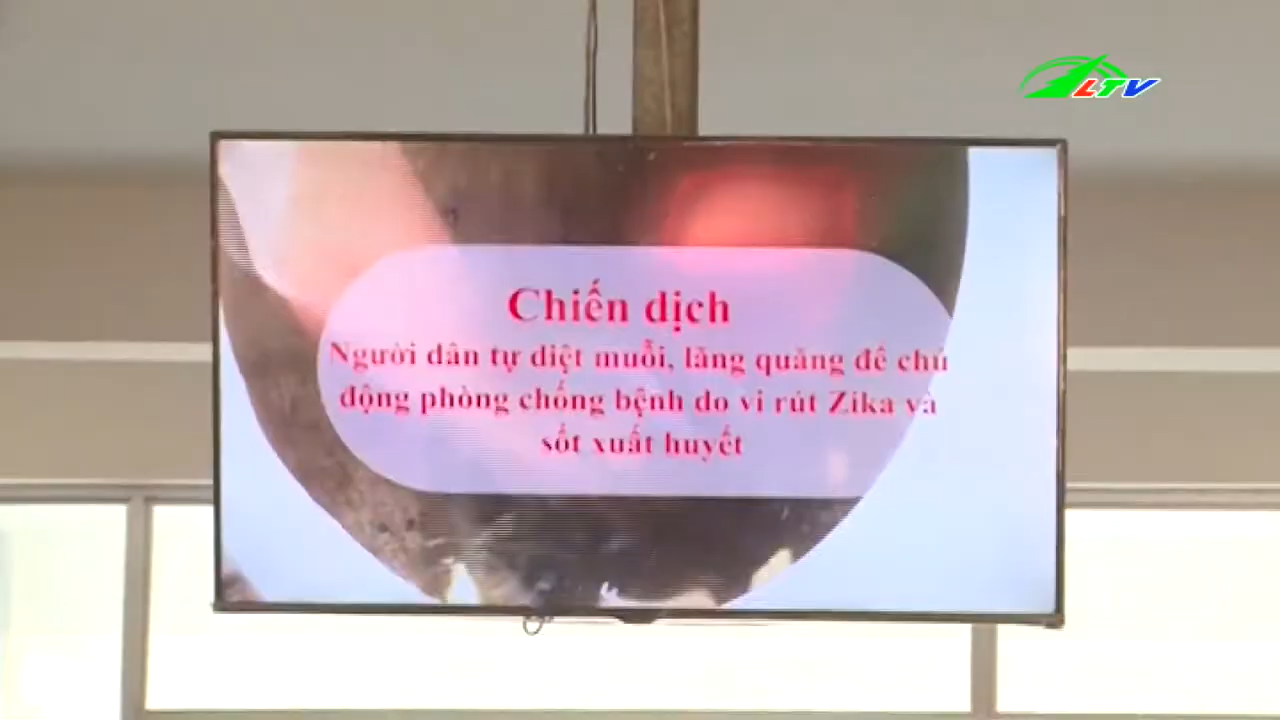 LTV
Chiến dịch
Người dân tự diệt muỗi, lăng quăng để chủ
động phòng chống bệnh do vi rút Zika và
sốt xuất huyết